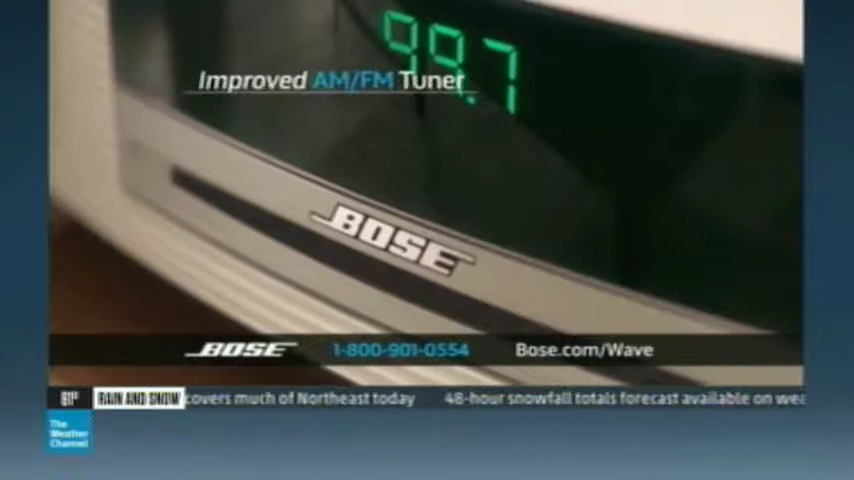 99.7
Improved AM/FM Tuner
BOSE
BOSE 1-800-901-0554 Bose.com/Wave
61° RAIN AND SNOW covers much of Northeast today 48-hour snowfall totals forecast available on wea
The
Weather
Channel